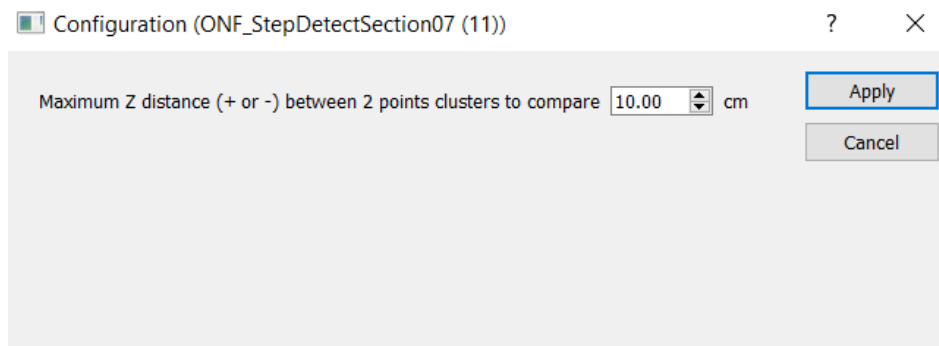 Configuration (ONF_StepDetectSection07 (11))
?
Maximum Z distance (+ or -) between 2 points clusters to compare 10.00 cm
Apply
Cancel